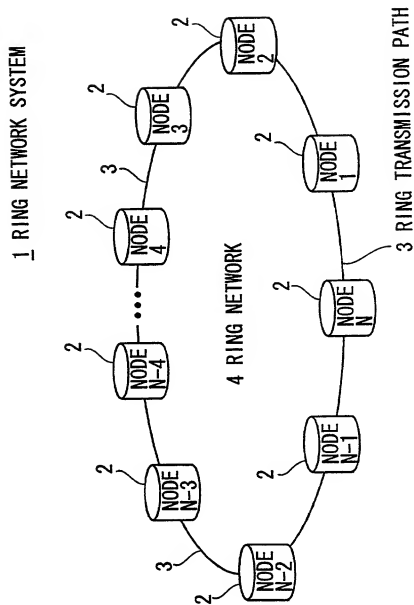 1 RING NETWORK SYSTEM
2
NODE
N-3
2
NODE
N-4
•••
2
NODE
4
3
2
NODE
3
3
2
NODE
N-2
2
NODE
2
4 RING NETWORK
2
NODE
N-1
2
NODE
N
2
NODE
1
3 RING TRANSMISSION PATH